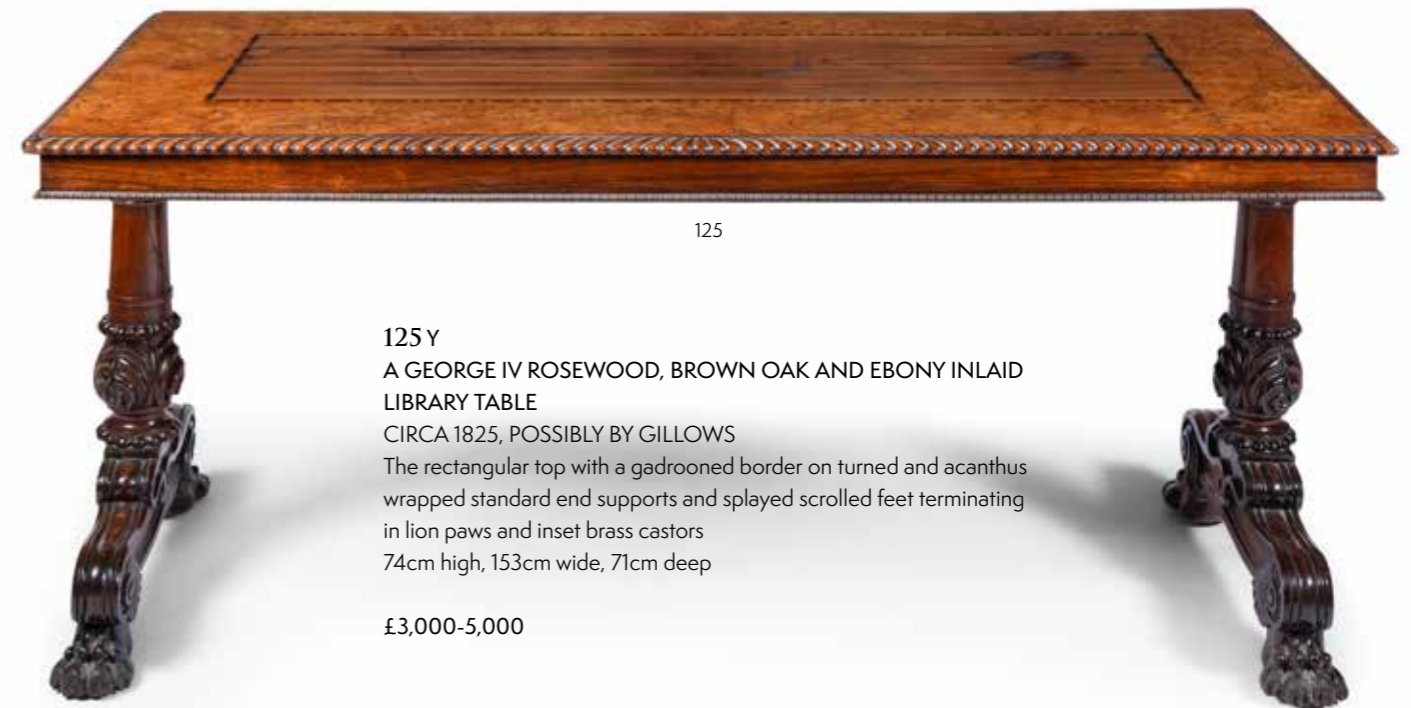 125
125 Y
A GEORGE IV ROSEWOOD, BROWN OAK AND EBONY INLAID
LIBRARY TABLE
CIRCA 1825, POSSIBLY BY GILLOWS
The rectangular top with a gadrooned border on turned and acanthus
wrapped standard end supports and splayed scrolled feet terminating
in lion paws and inset brass castors
74cm high, 153cm wide, 71cm deep
£3,000-5,000